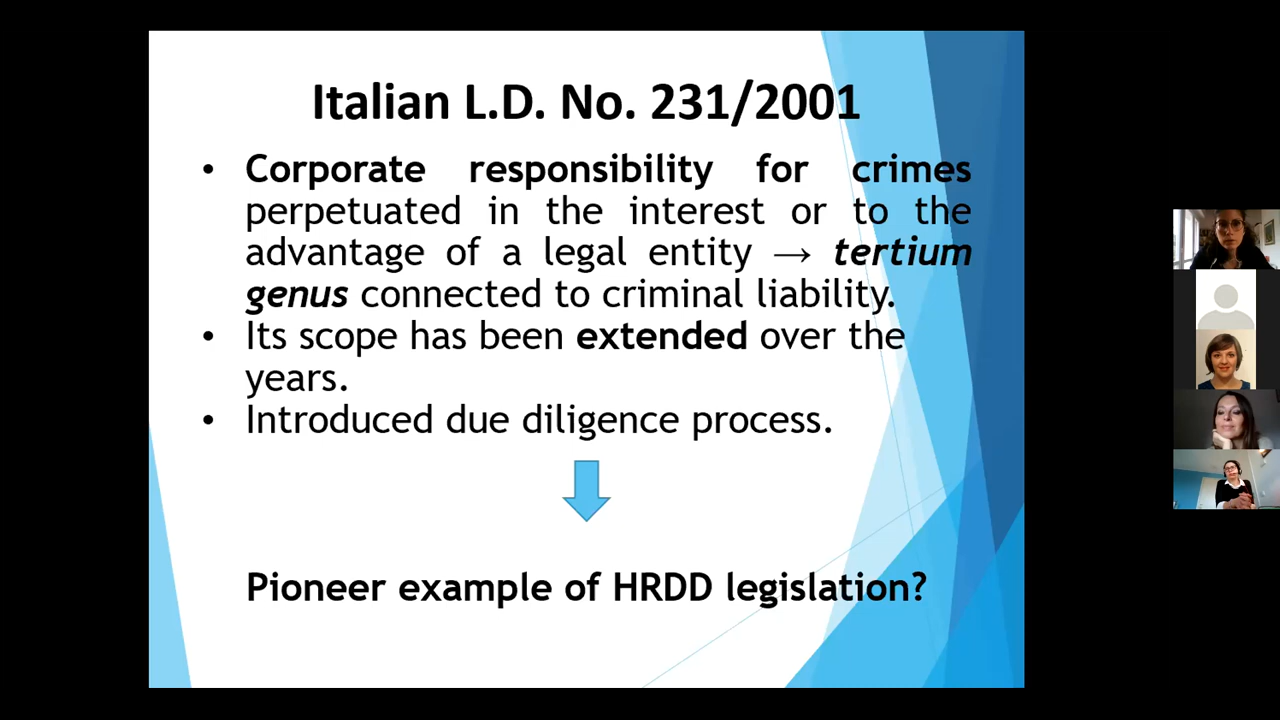 Italian L.D. No. 231/2001
• Corporate responsibility for crimes
perpetuated in the interest or to the
advantage of a legal entity → tertium
genus connected to criminal liability.
• Its scope has been extended over the
years.
• Introduced due diligence process.
Pioneer example of HRDD legislation?